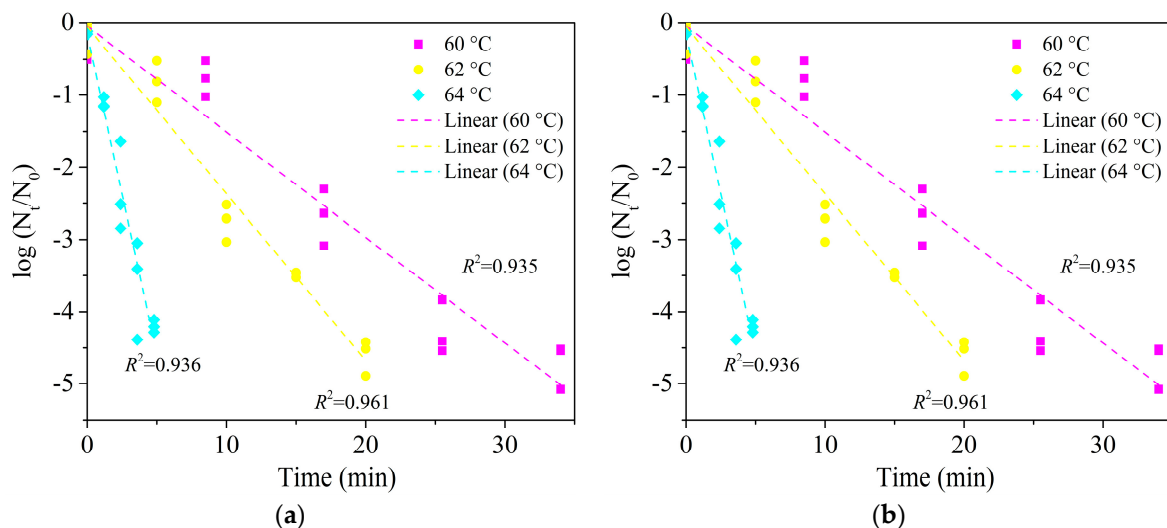 0
-1
-2
-3
-4
-5
log (Nt/N0)
60 °C
62 °C
64 °C
Linear (60 °C)
Linear (62 °C)
Linear (64 °C)
R2=0.935
R2=0.936
R2=0.961
0 10 20 30
Time (min)
(a)
0
-1
-2
-3
-4
-5
log (Nt/N0)
60 °C
62 °C
64 °C
Linear (60 °C)
Linear (62 °C)
Linear (64 °C)
R2=0.935
R2=0.936
R2=0.961
0 10 20 30
Time (min)
(b)